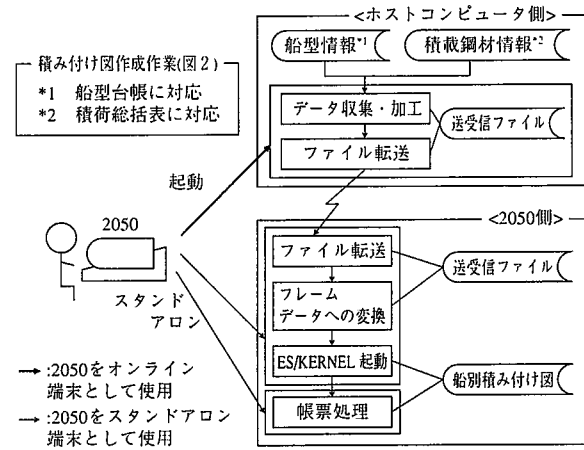 <ホストコンピュータ側>
船型情報*1
積載鋼材情報*2
積み付け図作成作業(図2)
*1 船型台帳に対応
*2 積荷総括表に対応
データ収集・加工
ファイル転送
送受信ファイル
起動
2050
スタンド
アロン
<2050側>
ファイル転送
フレーム
データへの変換
ES/KERNEL 起動
帳票処理
送受信ファイル
船別積み付け図
→:2050をオンライン
端末として使用
→:2050をスタンドアロン
端末として使用